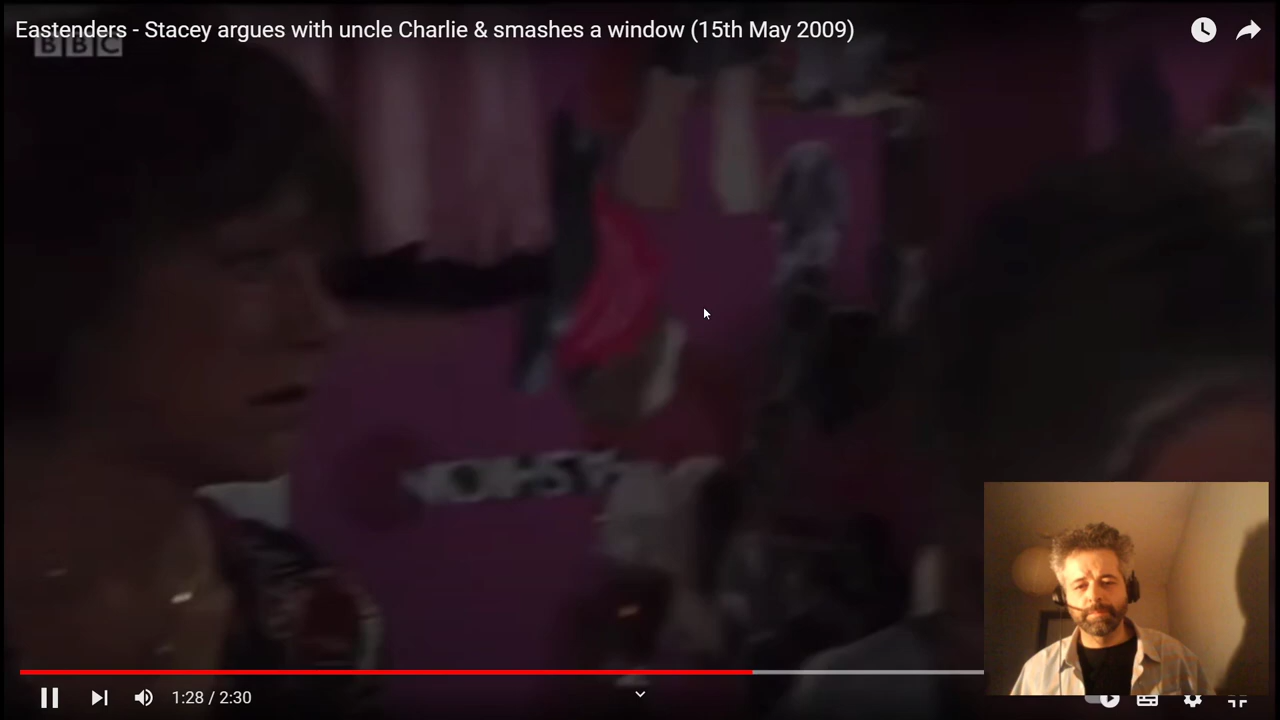 Eastenders - Stacey argues with uncle Charlie & smashes a window (15th May 2009)
BBC
1:28 / 2:30